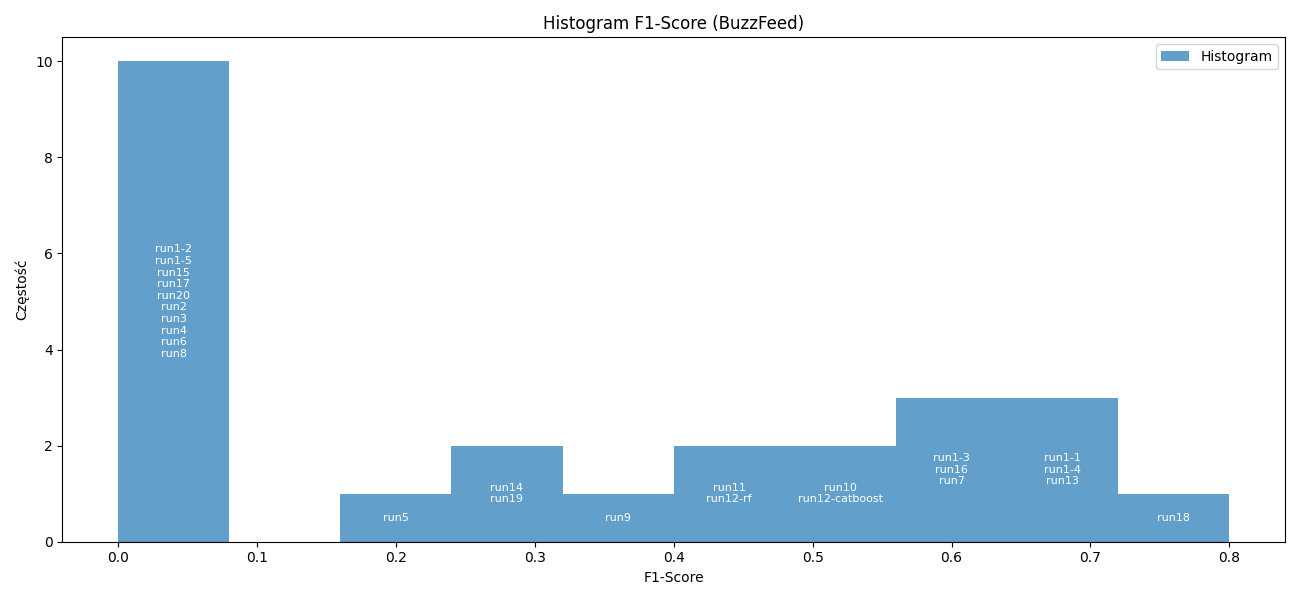 Histogram F1-Score (BuzzFeed)
Histogram
Częstość
10
8
6
4
2
0
run1-2
run1-5
run15
run17
run20
run2
run3
run4
run6
run8
run5
run14
run19
run9
run11
run12-rf
run10
run12-catboost
run1-3
run16
run7
run1-1
run1-4
run13
run18
0.0 0.1 0.2 0.3 0.4 0.5 0.6 0.7 0.8
F1-Score